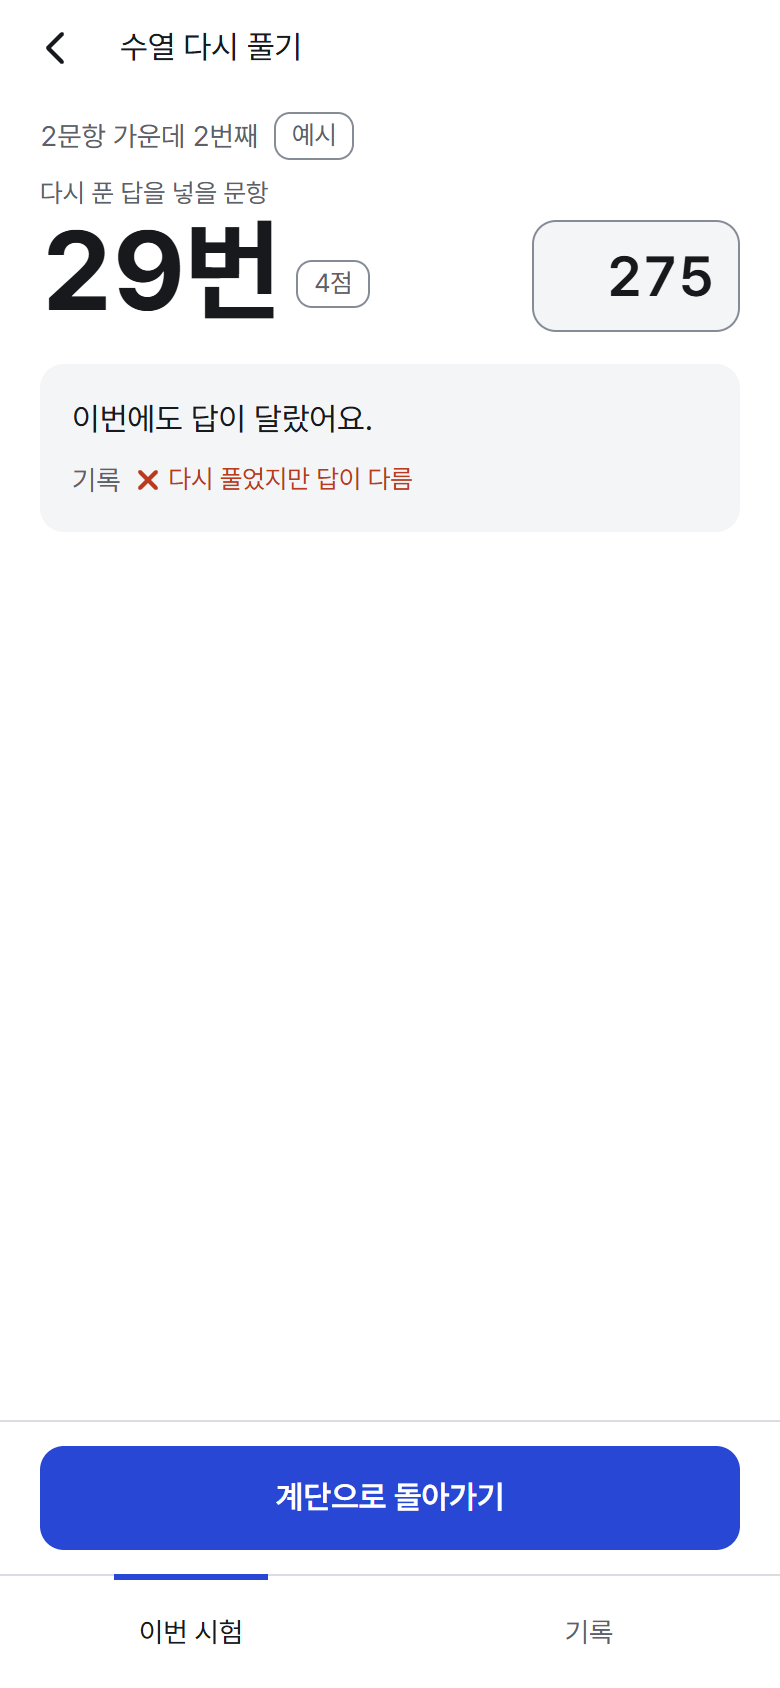 수열 다시 풀기
2문항 가운데 2번째 예시
다시 푼 답을 넣을 문항
29번 4점 275
이번에도 답이 달랐어요.
기록 다시 풀었지만 답이 다름
계단으로 돌아가기
이번 시험 기록